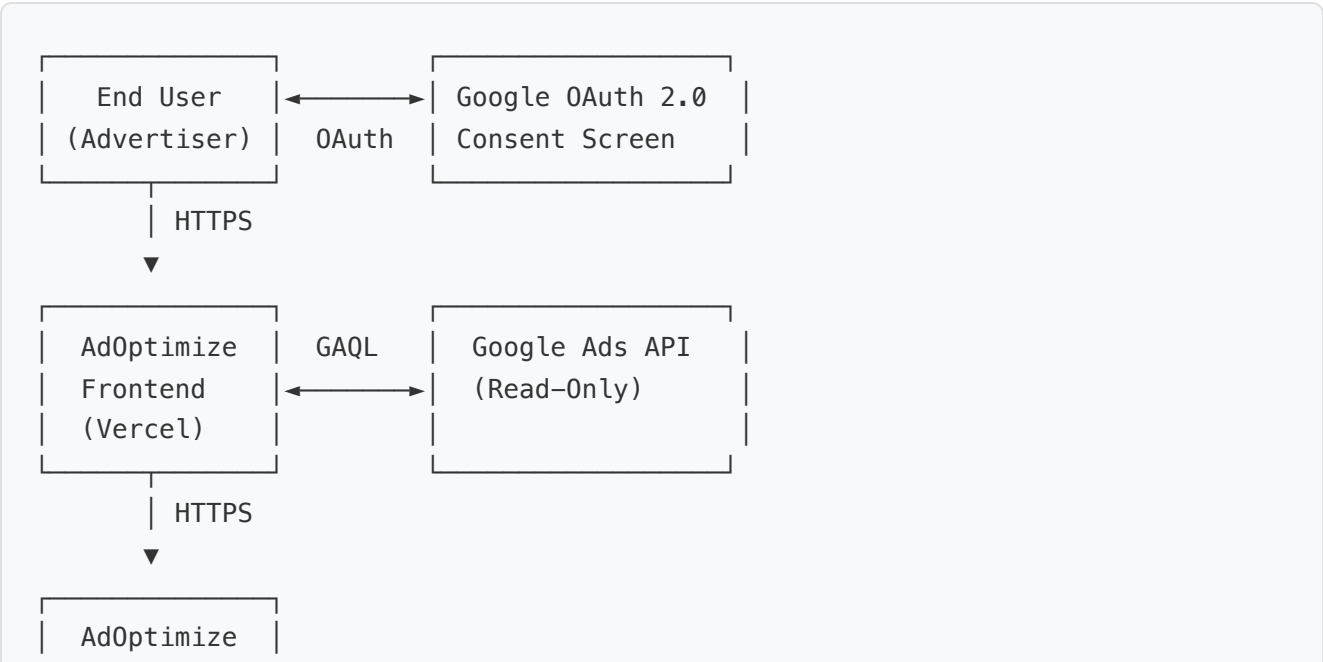 End User
Google OAuth 2.0
(Advertiser)
OAuth
Consent Screen
HTTPS
AdOptimize
GAQL
Google Ads API
Frontend
(Read-Only)
(Vercel)
HTTPS
AdOptimize